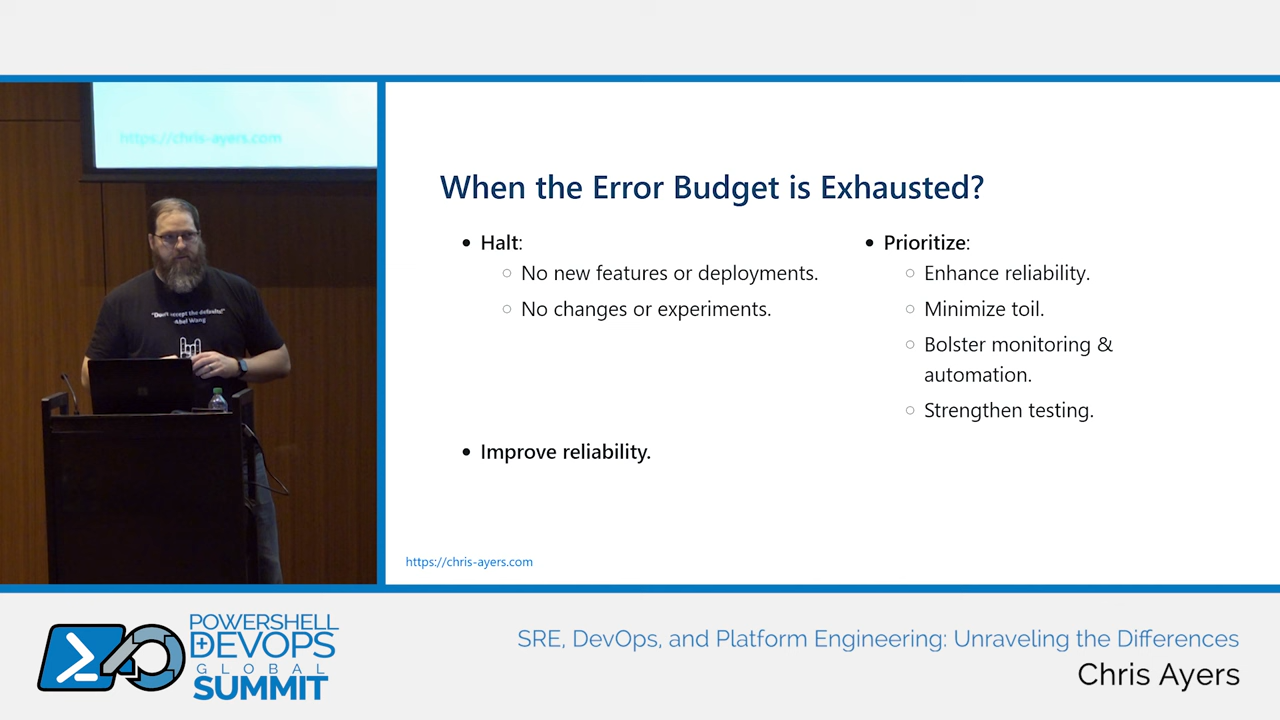 https://chris-ayers.com
"Don't accept the defaults!"
-Abel Wang
When the Error Budget is Exhausted?
• Halt:
○ No new features or deployments.
○ No changes or experiments.
• Prioritize:
○ Enhance reliability.
○ Minimize toil.
○ Bolster monitoring &
automation.
○ Strengthen testing.
• Improve reliability.
https://chris-ayers.com
POWERSHELL
+DEVOPS
GLOBAL
SUMMIT
SRE, DevOps, and Platform Engineering: Unraveling the Differences
Chris Ayers